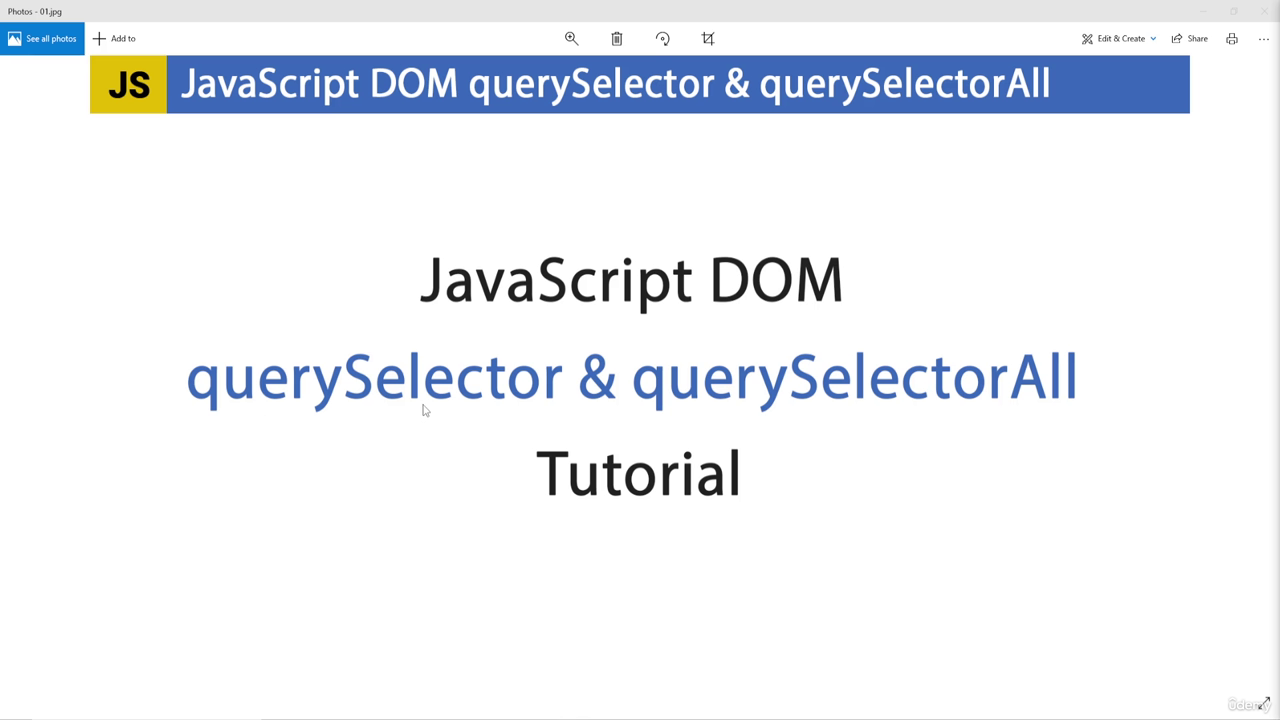 Photos - 01.jpg
See all photos
Add to
Edit & Create
Share
JS
JavaScript DOM querySelector & querySelectorAll
JavaScript DOM
querySelector & querySelectorAll
Tutorial
ûdemy